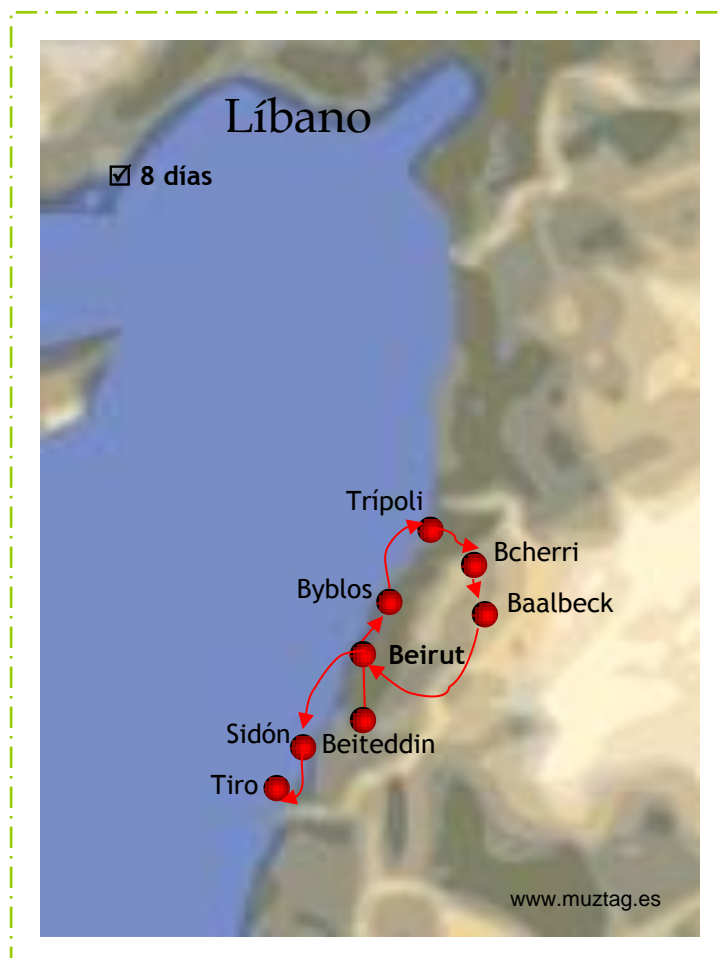 Líbano
☑ 8 días
Trípoli
Bcherri
Byblos
Baalbeck
Beirut
Sidón
Beiteddin
Tiro
www.muztag.es